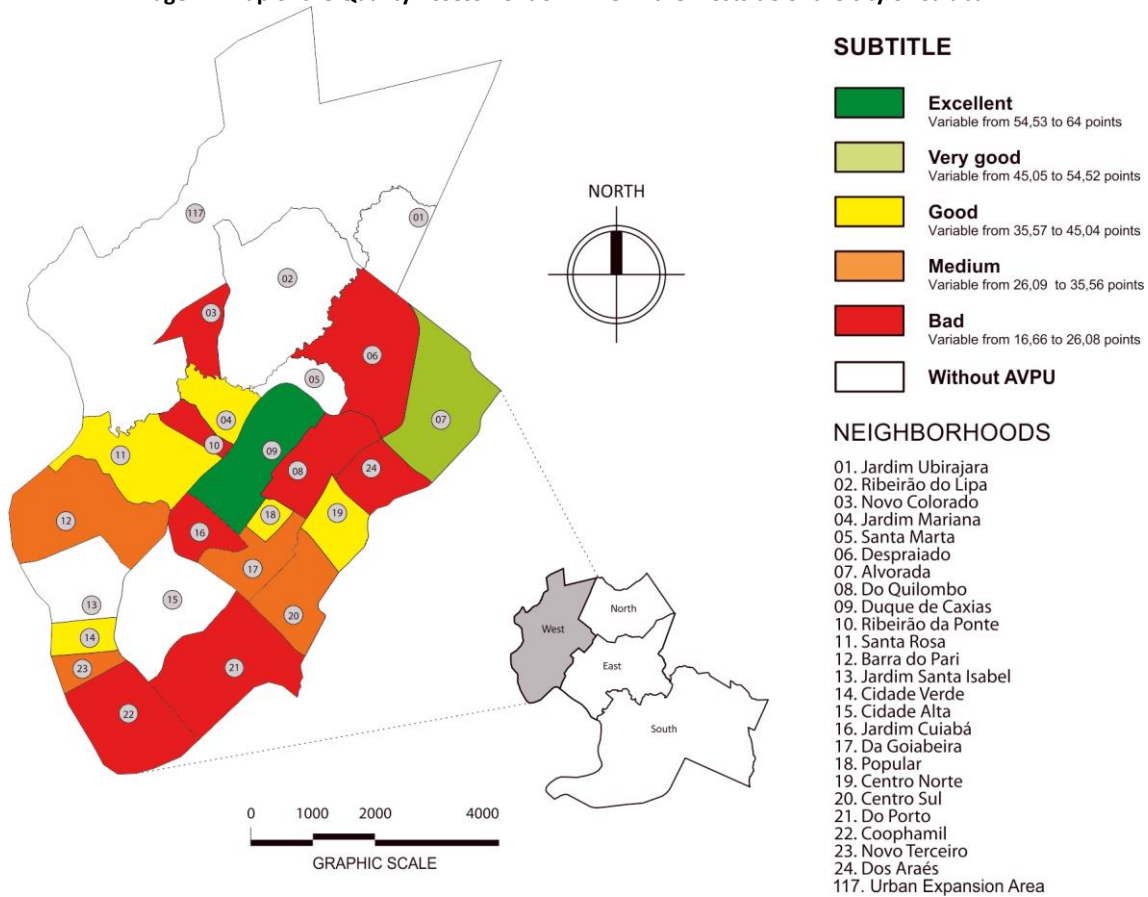 SUBTITLE
Excellent
Variable from 54,53 to 64 points
Very good
Variable from 45,05 to 54,52 points
Good
Variable from 35,57 to 45,04 points
Medium
Variable from 26,09 to 35,56 points
Bad
Variable from 16,66 to 26,08 points
Without AVPU
NORTH
117
01
02
03
05
06
04
07
10
09
11
08
24
18
19
12
16
17
13
15
20
14
23
21
22
West
North
East
South
0 1000 2000 4000
GRAPHIC SCALE
NEIGHBORHOODS
01. Jardim Ubirajara
02. Ribeirão do Lipa
03. Novo Colorado
04. Jardim Mariana
05. Santa Marta
06. Despraiado
07. Alvorada
08. Do Quilombo
09. Duque de Caxias
10. Ribeirão da Ponte
11. Santa Rosa
12. Barra do Pari
13. Jardim Santa Isabel
14. Cidade Verde
15. Cidade Alta
16. Jardim Cuiabá
17. Da Goiabeira
18. Popular
19. Centro Norte
20. Centro Sul
21. Do Porto
22. Coophamil
23. Novo Terceiro
24. Dos Araés
117. Urban Expansion Area